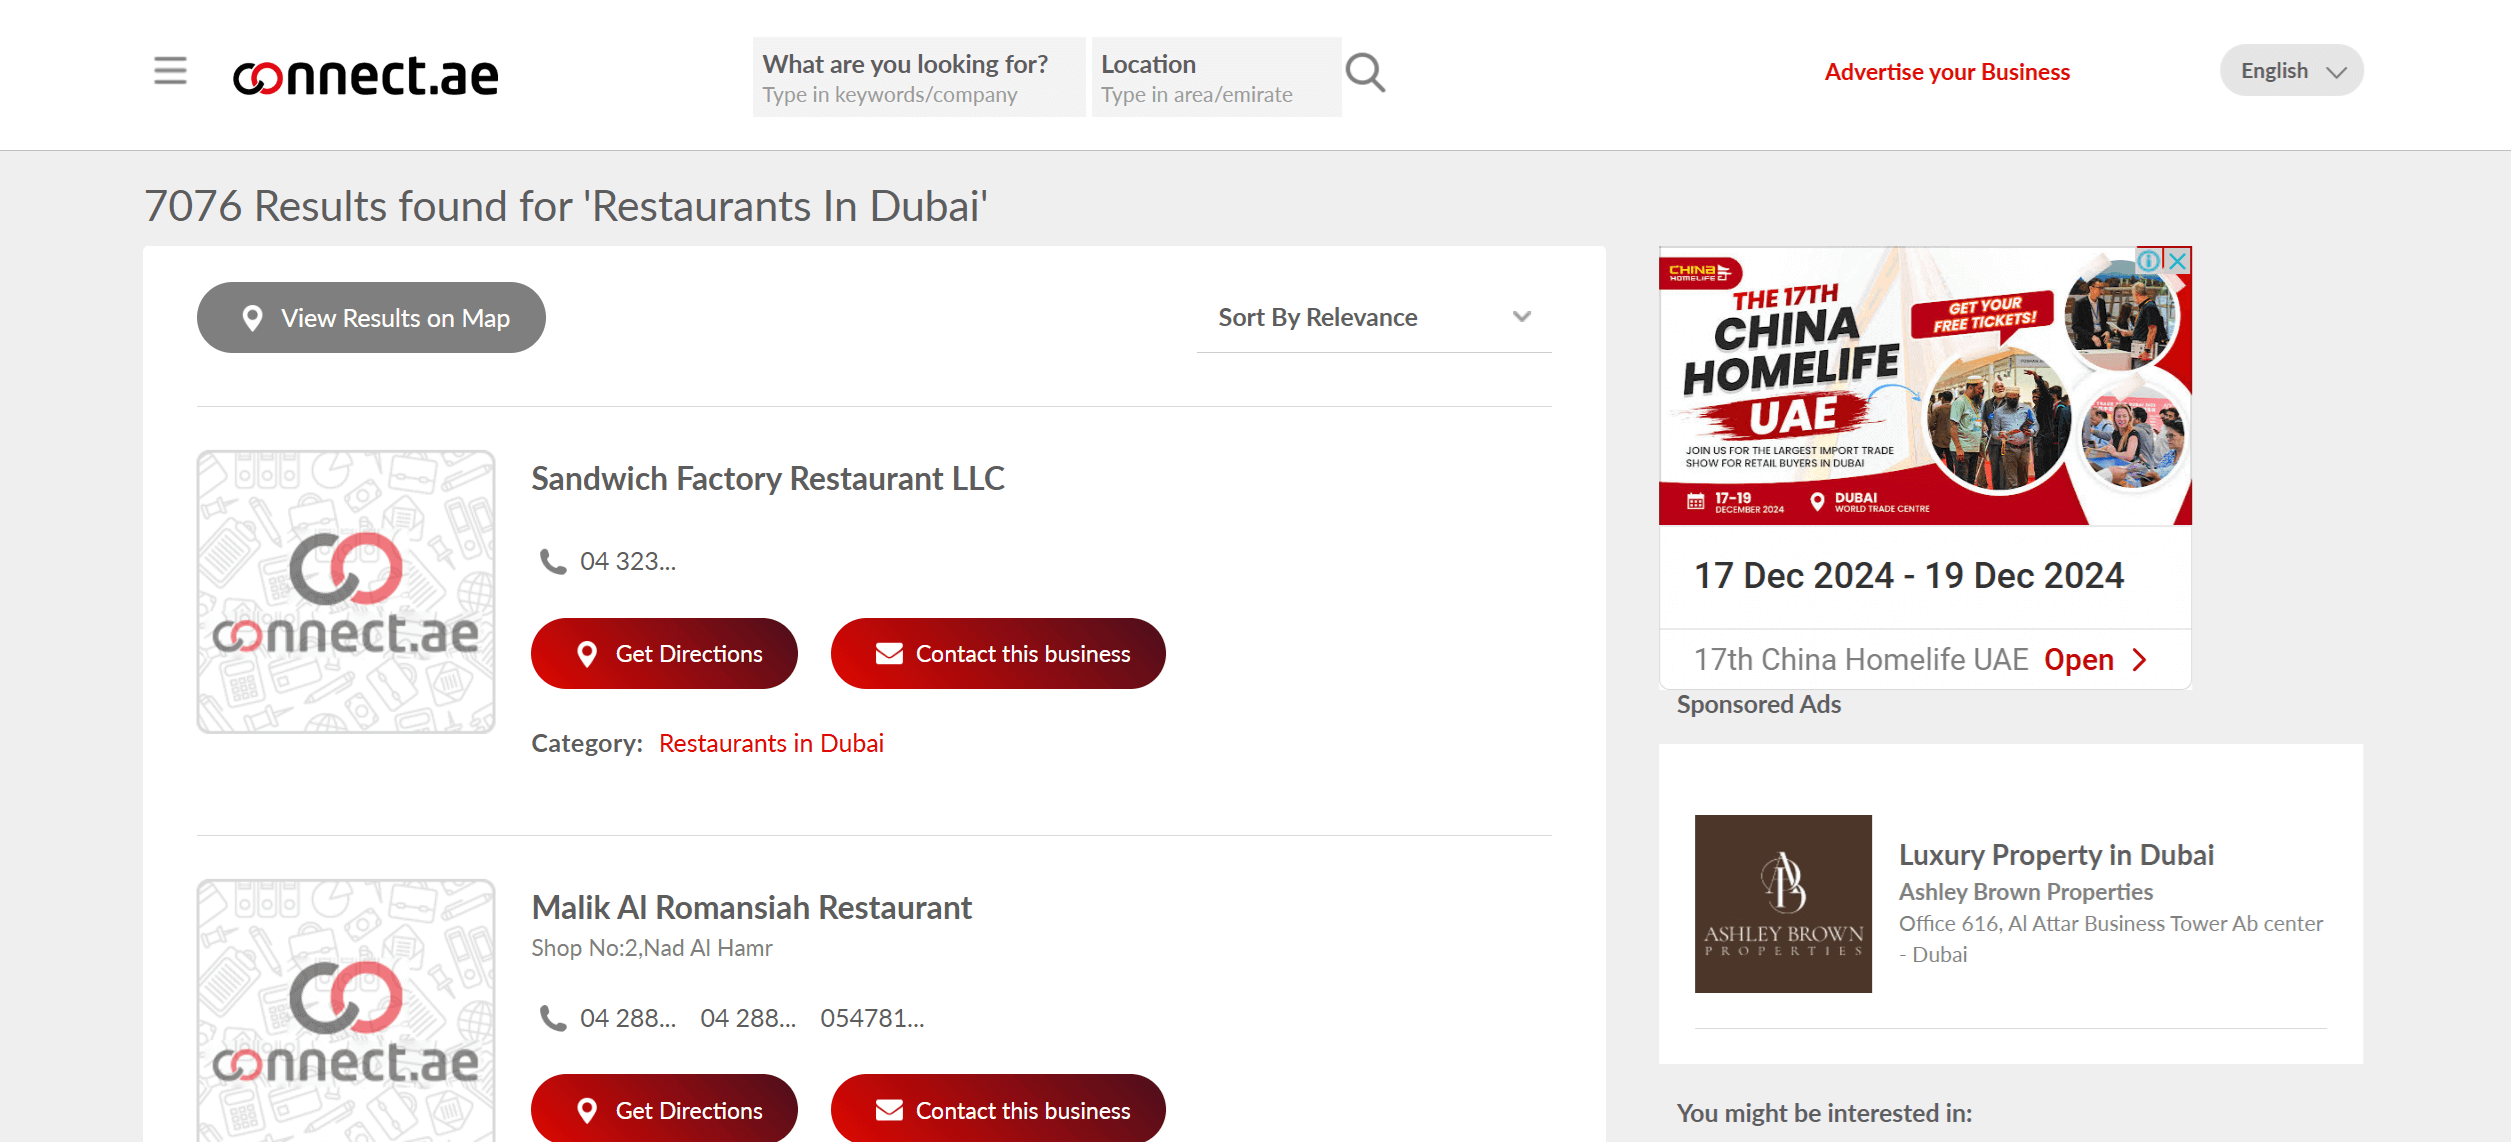 connect.ae
What are you looking for?
Type in keywords/company
Location
Type in area/emirate
Advertise your Business
English
7076 Results found for 'Restaurants In Dubai'
View Results on Map
Sort By Relevance
connect.ae
Sandwich Factory Restaurant LLC
04 323...
Get Directions
Contact this business
Category: Restaurants in Dubai
connect.ae
Malik Al Romansiah Restaurant
Shop No:2,Nad Al Hamr
04 288... 04 288... 054781...
Get Directions
Contact this business
CHINA
HOMELIFE
THE 17TH
CHINA
HOMELIFE
UAE
GET YOUR
FREE TICKETS!
JOIN US FOR THE LARGEST IMPORT TRADE
SHOW FOR RETAIL BUYERS IN DUBAI
17-19
DECEMBER 2024
DUBAI
WORLD TRADE CENTRE
17 Dec 2024 - 19 Dec 2024
17th China Homelife UAE Open
Sponsored Ads
AB
ASHLEY BROWN
PROPERTIES
Luxury Property in Dubai
Ashley Brown Properties
Office 616, Al Attar Business Tower Ab center
- Dubai
You might be interested in: